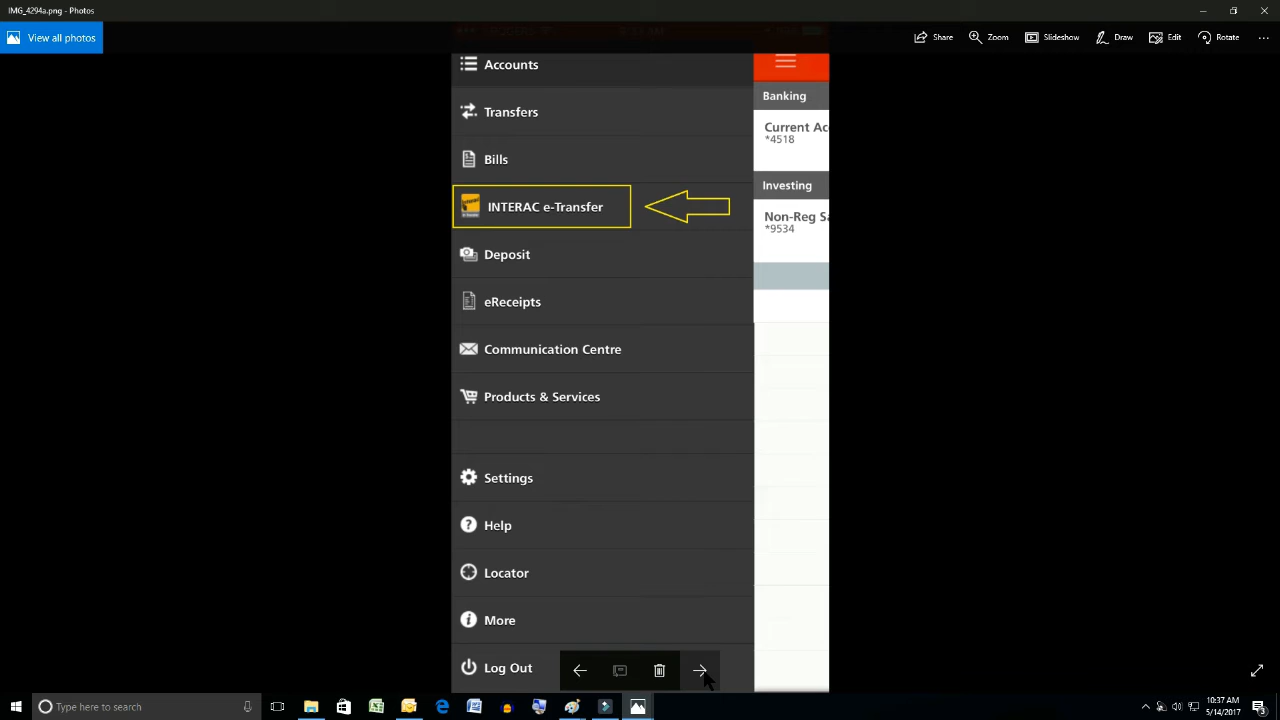 IMG_4294a.png - Photos
View all photos
Share
Zoom
Slideshow
Draw
Edit
Rotate
Accounts
Transfers
Bills
INTERAC e-Transfer
Deposit
eReceipts
Communication Centre
Products & Services
Settings
Help
Locator
More
Log Out
Banking
Current Ac
*4518
Investing
Non-Reg Sa
*9534
Type here to search
10:37 AM
5/14/2017